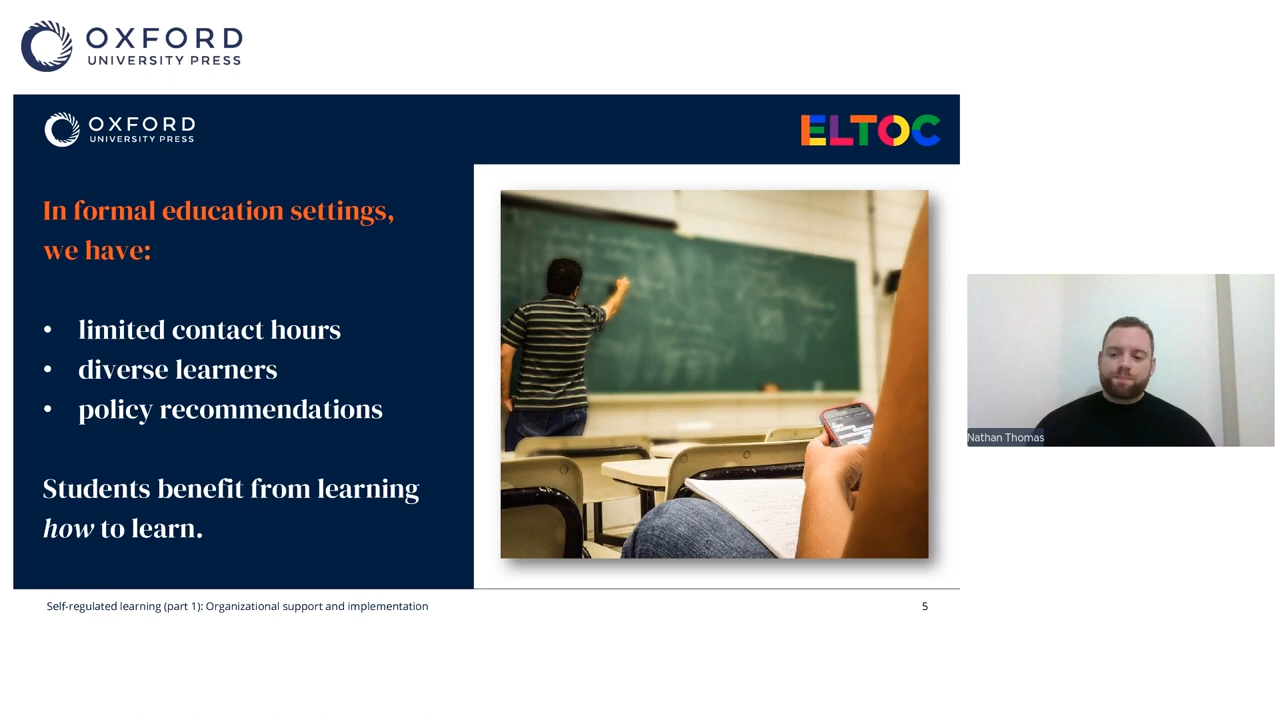 OXFORD
UNIVERSITY PRESS
OXFORD
UNIVERSITY PRESS
ELTOC
In formal education settings,
we have:
• limited contact hours
• diverse learners
• policy recommendations
Students benefit from learning
how to learn.
Nathan Thomas
Self-regulated learning (part 1): Organizational support and implementation
5